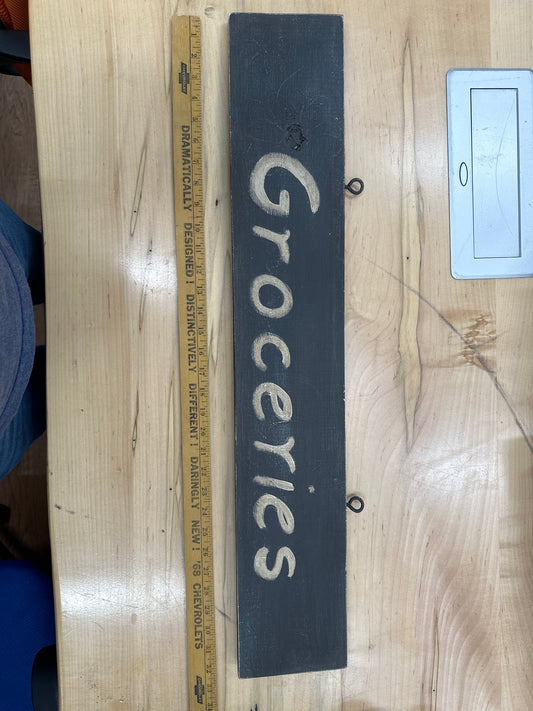 Groceries
DRAMATICALLY DESIGNED! DISTINCTIVELY DIFFERENT! DARINGLY NEW! '68 CHEVROLETS